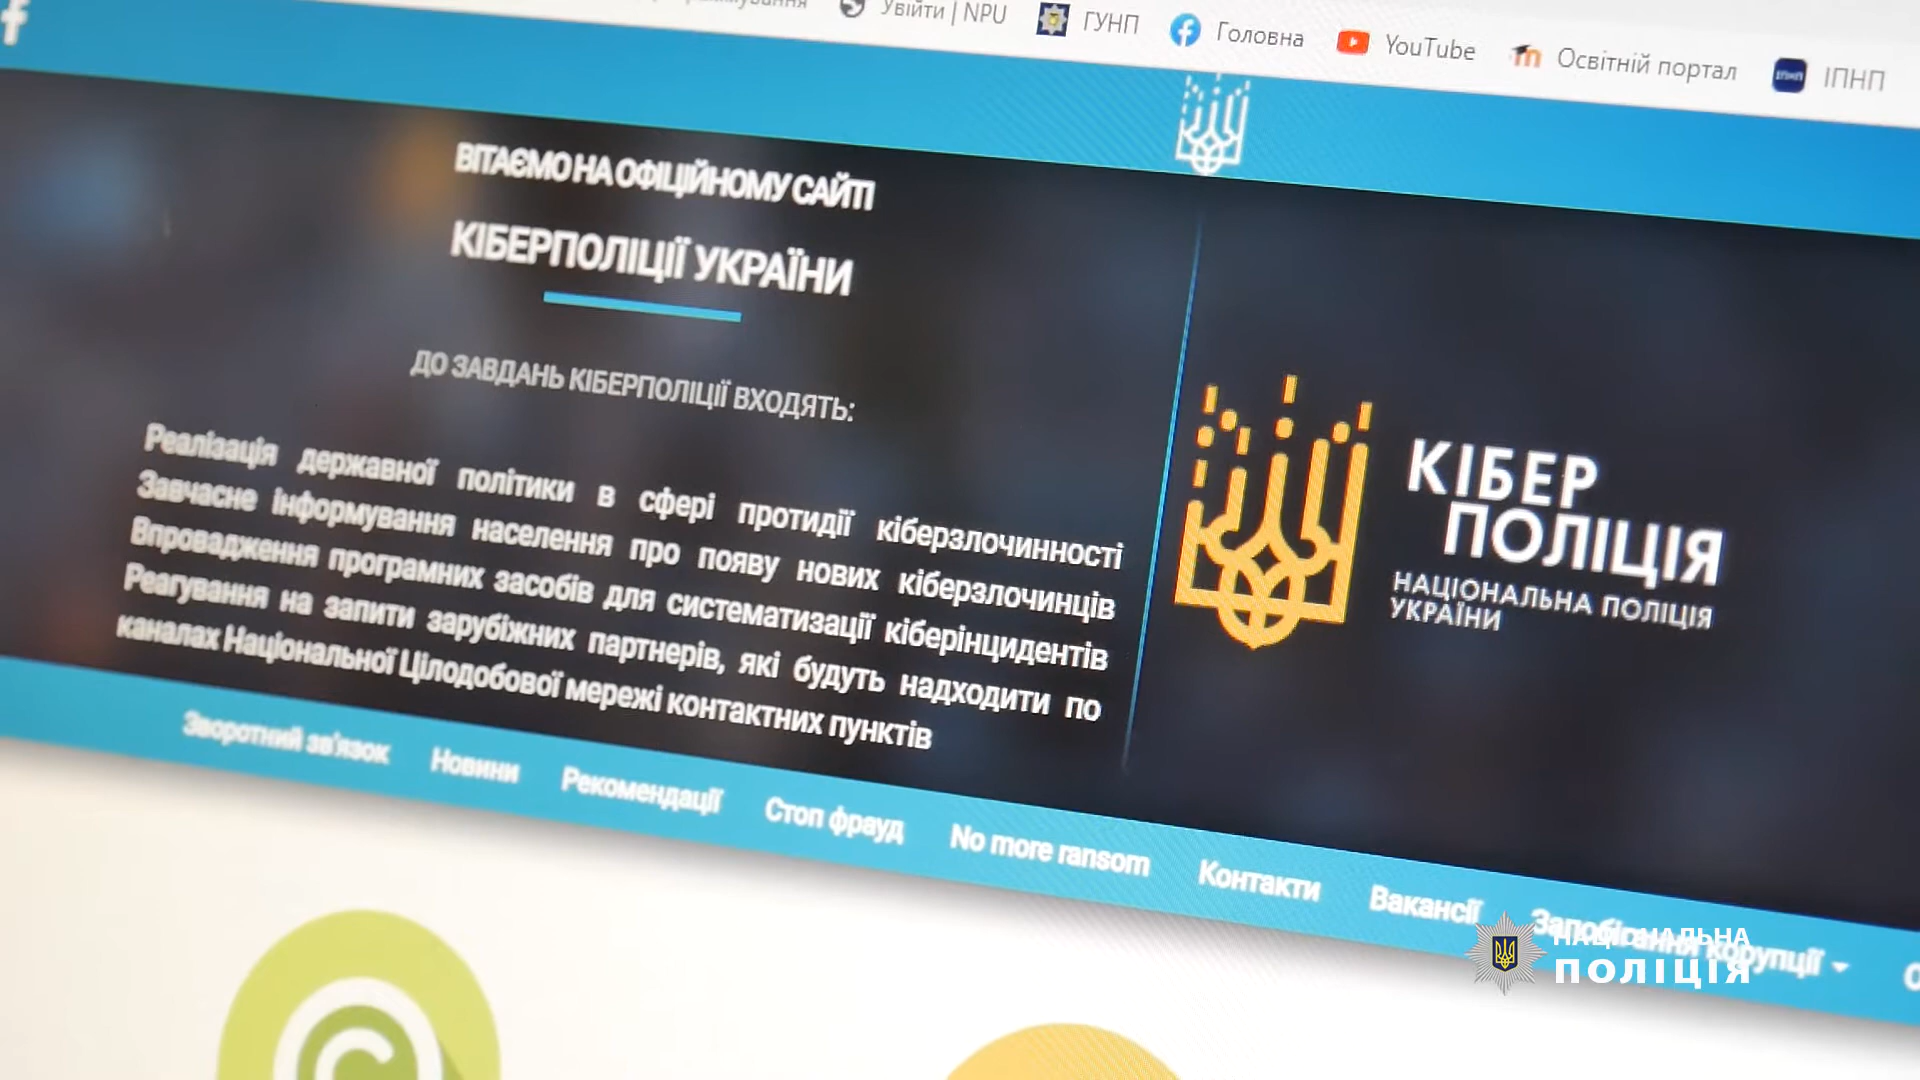 Увійти | NPU
ГУНП
Головна
YouTube
Освітній портал
ІПНП
ВІТАЄМО НА ОФІЦІЙНОМУ САЙТІ
КІБЕРПОЛІЦІЇ УКРАЇНИ
ДО ЗАВДАНЬ КІБЕРПОЛІЦІЇ ВХОДЯТЬ:
Реалізація державної політики в сфері протидії кіберзлочинності
Завчасне інформування населення про появу нових кіберзлочинців
Впровадження програмних засобів для систематизації кіберінцидентів
Реагування на запити зарубіжних партнерів, які будуть надходити по
каналах Національної Цілодобової мережі контактних пунктів
КІБЕР
ПОЛІЦІЯ
НАЦІОНАЛЬНА ПОЛІЦІЯ
УКРАЇНИ
Зворотний зв'язок
Новини
Рекомендації
Стоп фрауд
No more ransom
Контакти
Вакансії
Запобігання корупції
НАЦІОНАЛЬНА
ПОЛІЦІЯ